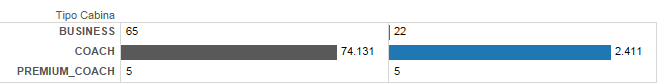 Tipo Cabina
BUSINESS 65 22
COACH 74.131 2.411
PREMIUM_COACH 5 5